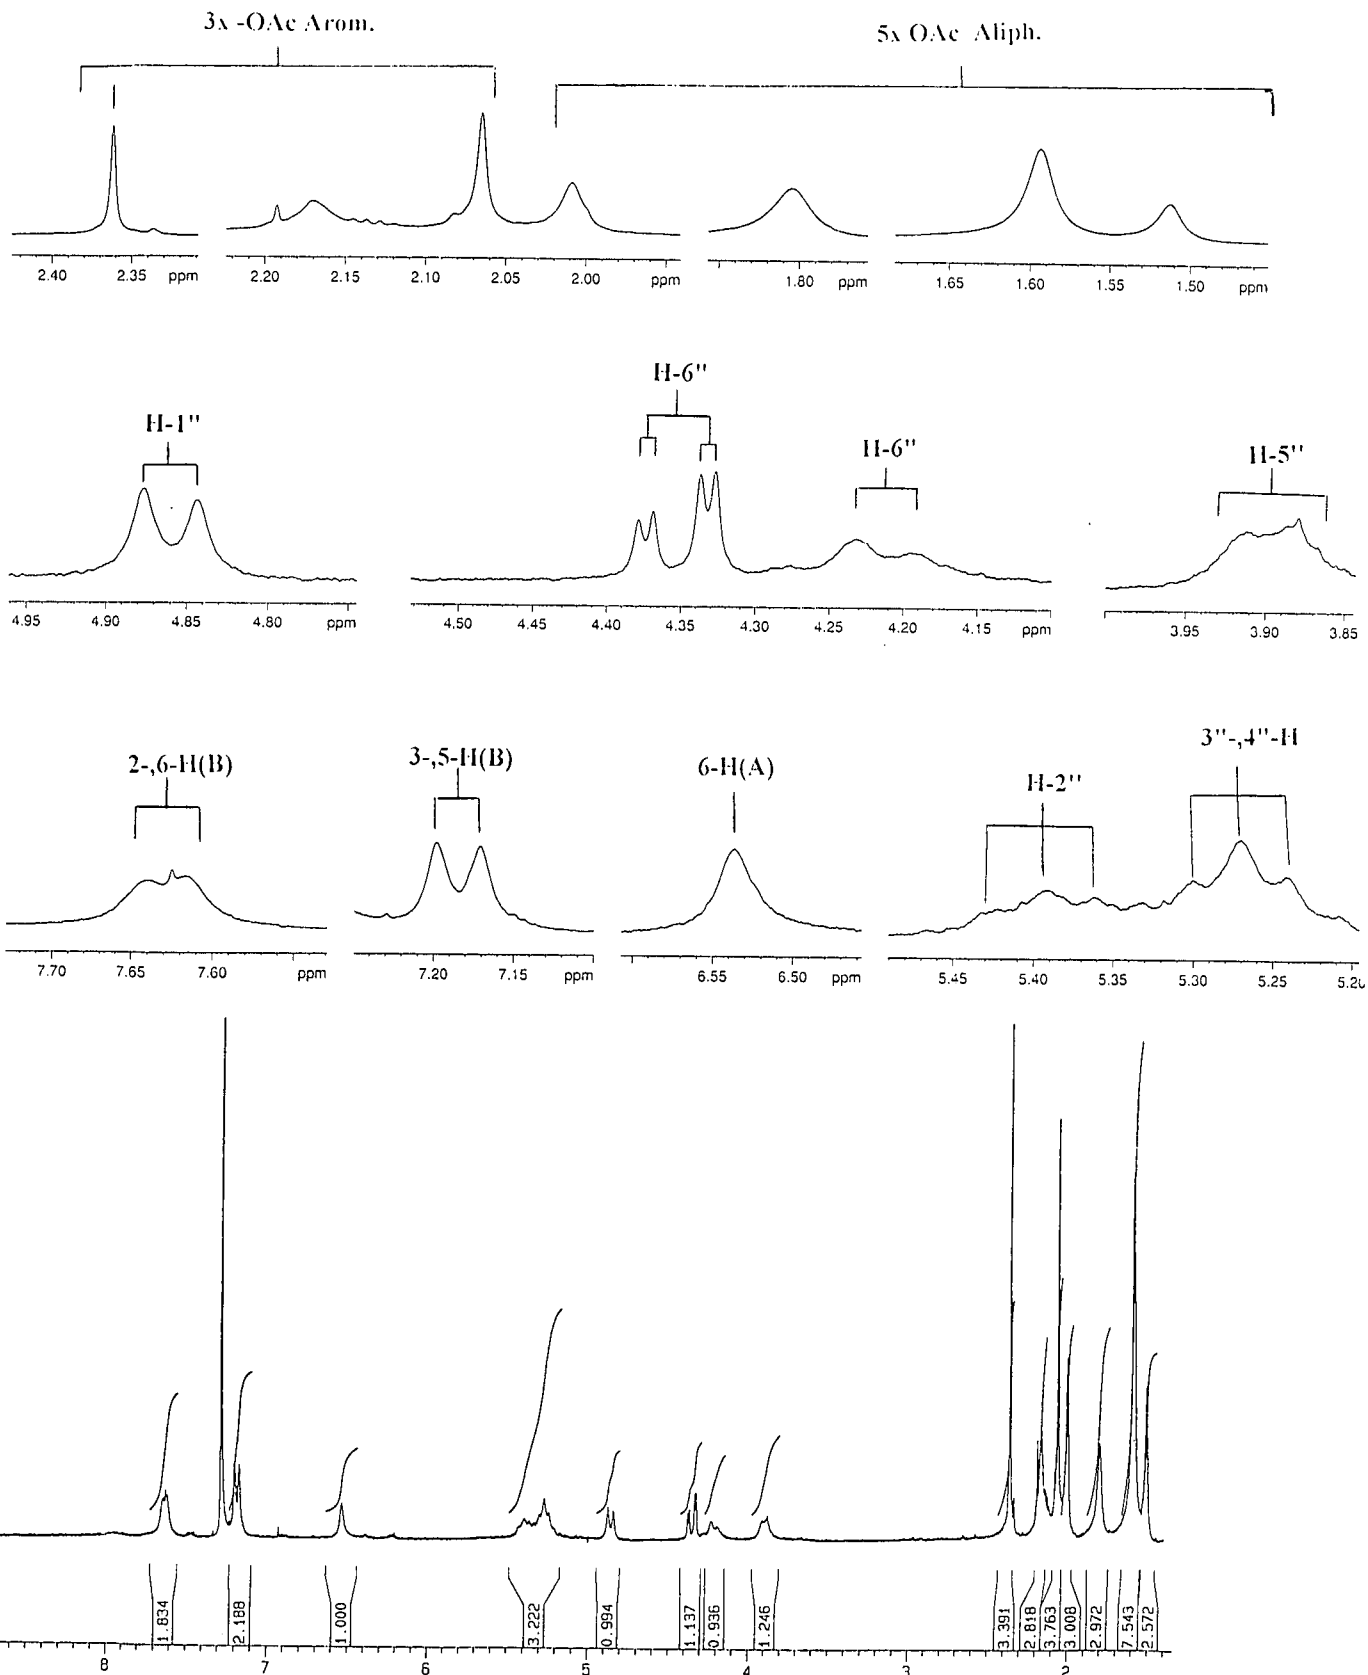 3x -OAc Arom.
5x OAc Aliph.
2.40 2.35 ppm 2.20 2.15 2.10 2.05 2.00 ppm 1.80 ppm 1.65 1.60 1.55 1.50 ppm
H-6''
H-1'' H-6'' H-5''
4.95 4.90 4.85 4.80 ppm 4.50 4.45 4.40 4.35 4.30 4.25 4.20 4.15 ppm 3.95 3.90 3.85
3''-,4''-H
2-,6-H(B) 3-,5-H(B) 6-H(A) H-2''
7.70 7.65 7.60 ppm 7.20 7.15 ppm 6.55 6.50 ppm 5.45 5.40 5.35 5.30 5.25 5.20
1.834 2.188 1.000 3.222 0.994 1.137 0.936 1.246 3.391 2.818 3.763 3.008 2.972 7.543 2.572
8 7 6 5 4 3 2